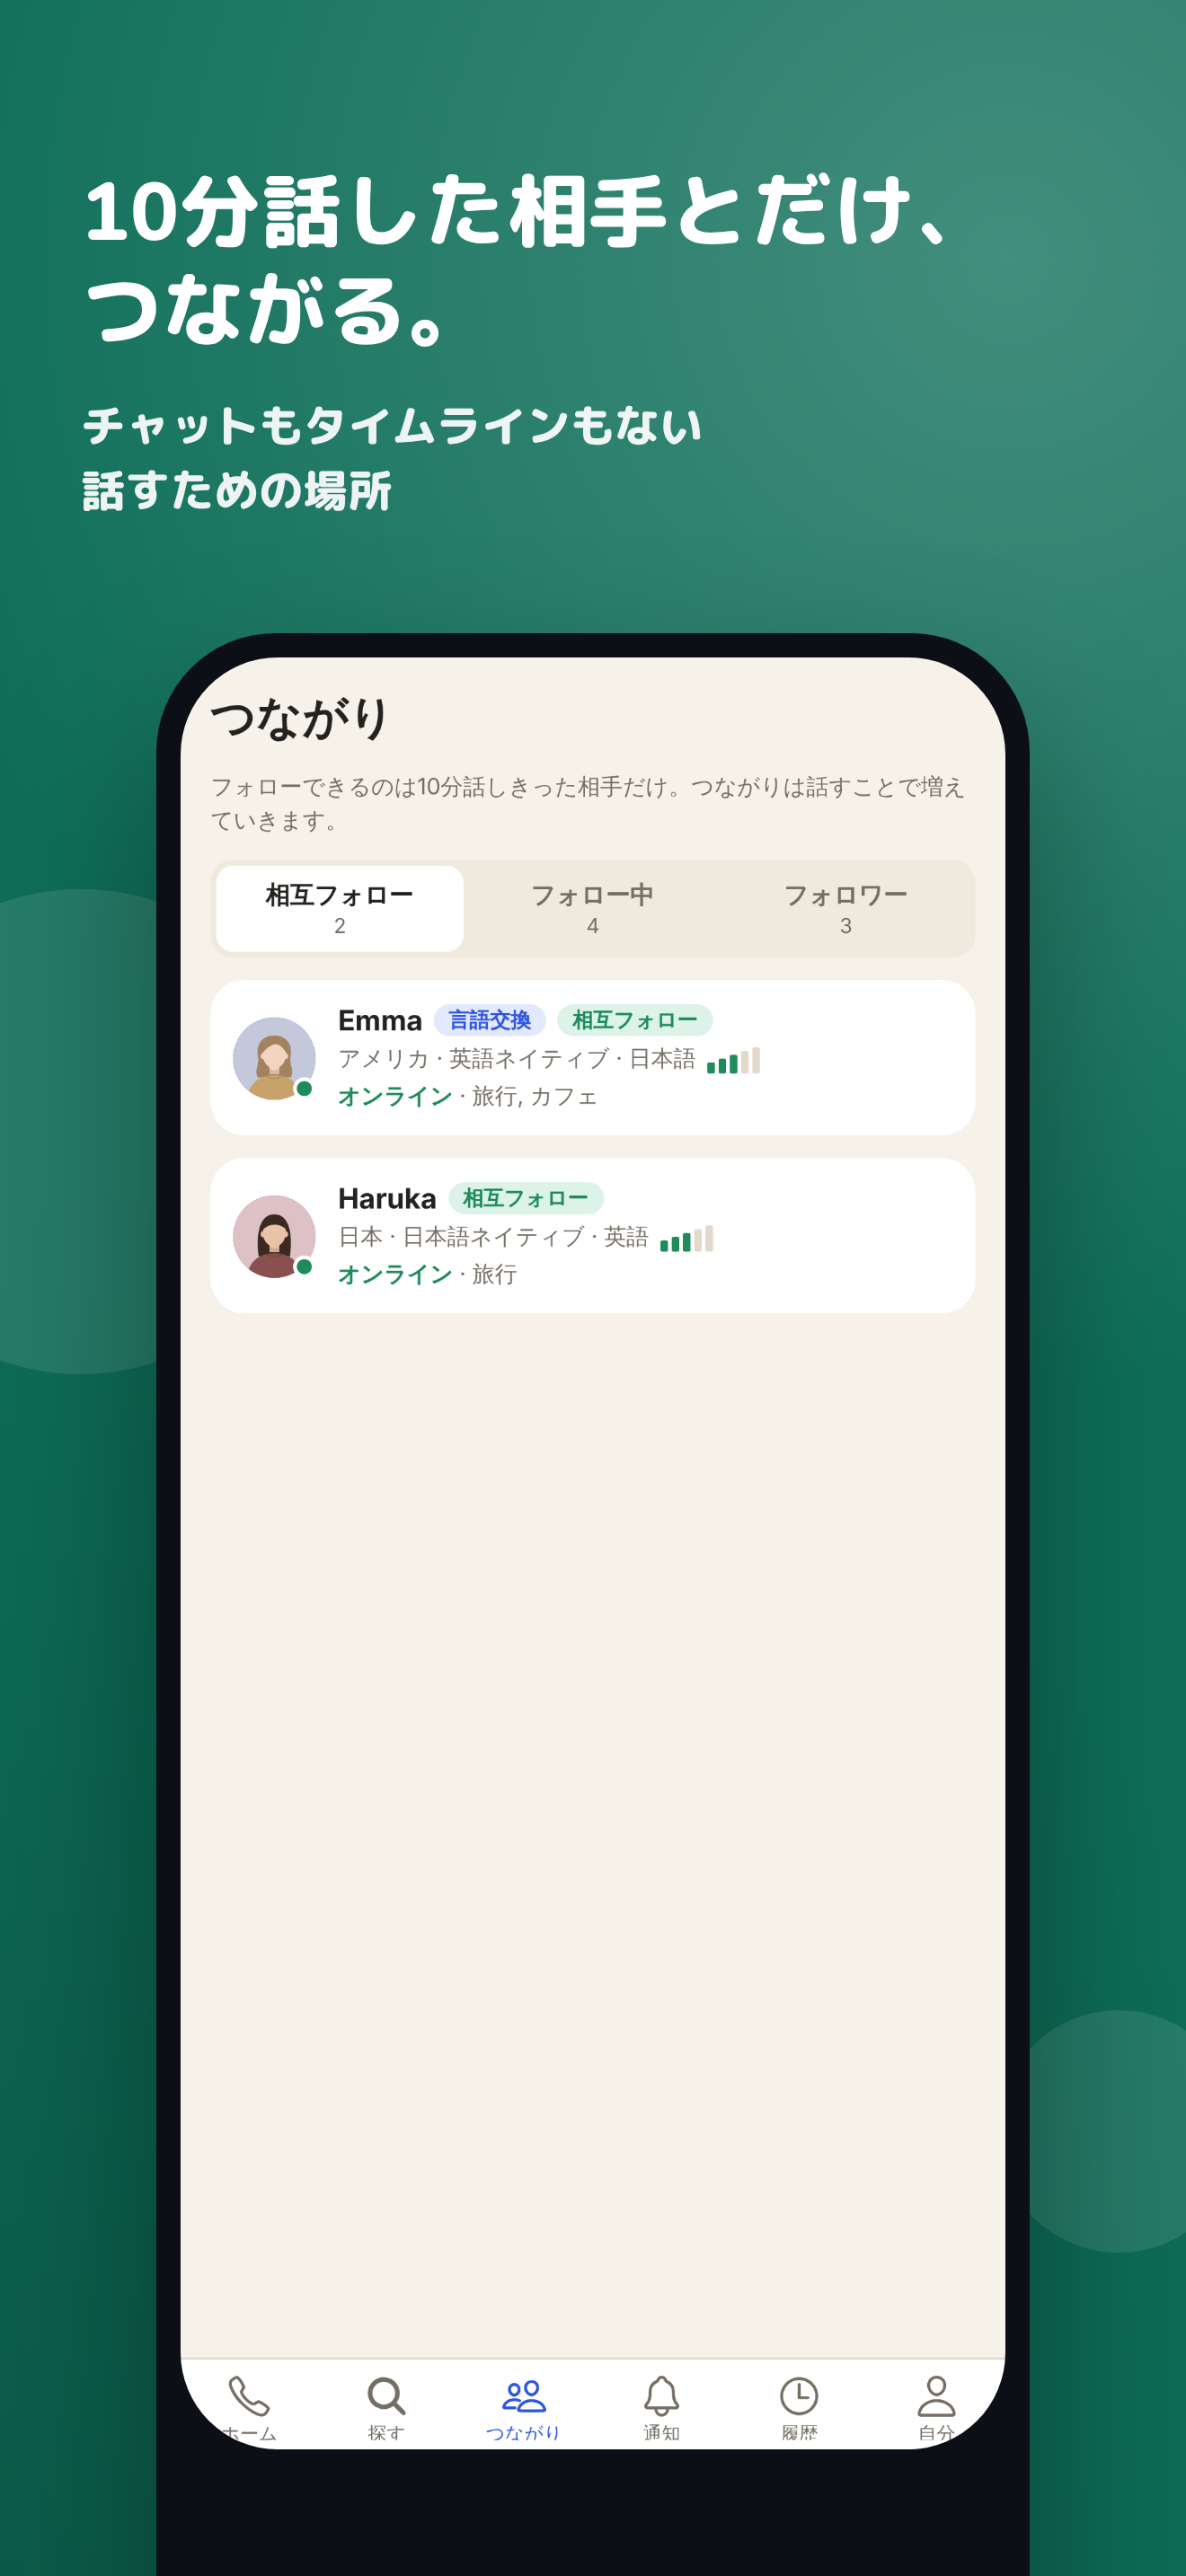 10分話した相手とだけ、
つながる。
チャットもタイムラインもない
話すための場所
つながり
フォローできるのは10分話しきった相手だけ。つながりは話すことで増え
ていきます。
相互フォロー
2
フォロー中
4
フォロワー
3
Emma 言語交換 相互フォロー
アメリカ · 英語ネイティブ · 日本語
オンライン · 旅行, カフェ
Haruka 相互フォロー
日本 · 日本語ネイティブ · 英語
オンライン · 旅行
ホーム
探す
つながり
通知
履歴
自分